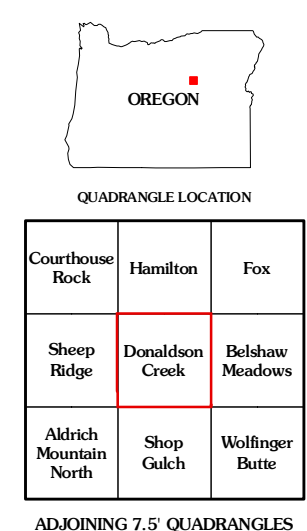 OREGON
QUADRANGLE LOCATION
Courthouse
Rock
Hamilton
Fox
Sheep
Ridge
Donaldson
Creek
Belshaw
Meadows
Aldrich
Mountain
North
Shop
Gulch
Wolfinger
Butte
ADJOINING 7.5' QUADRANGLES